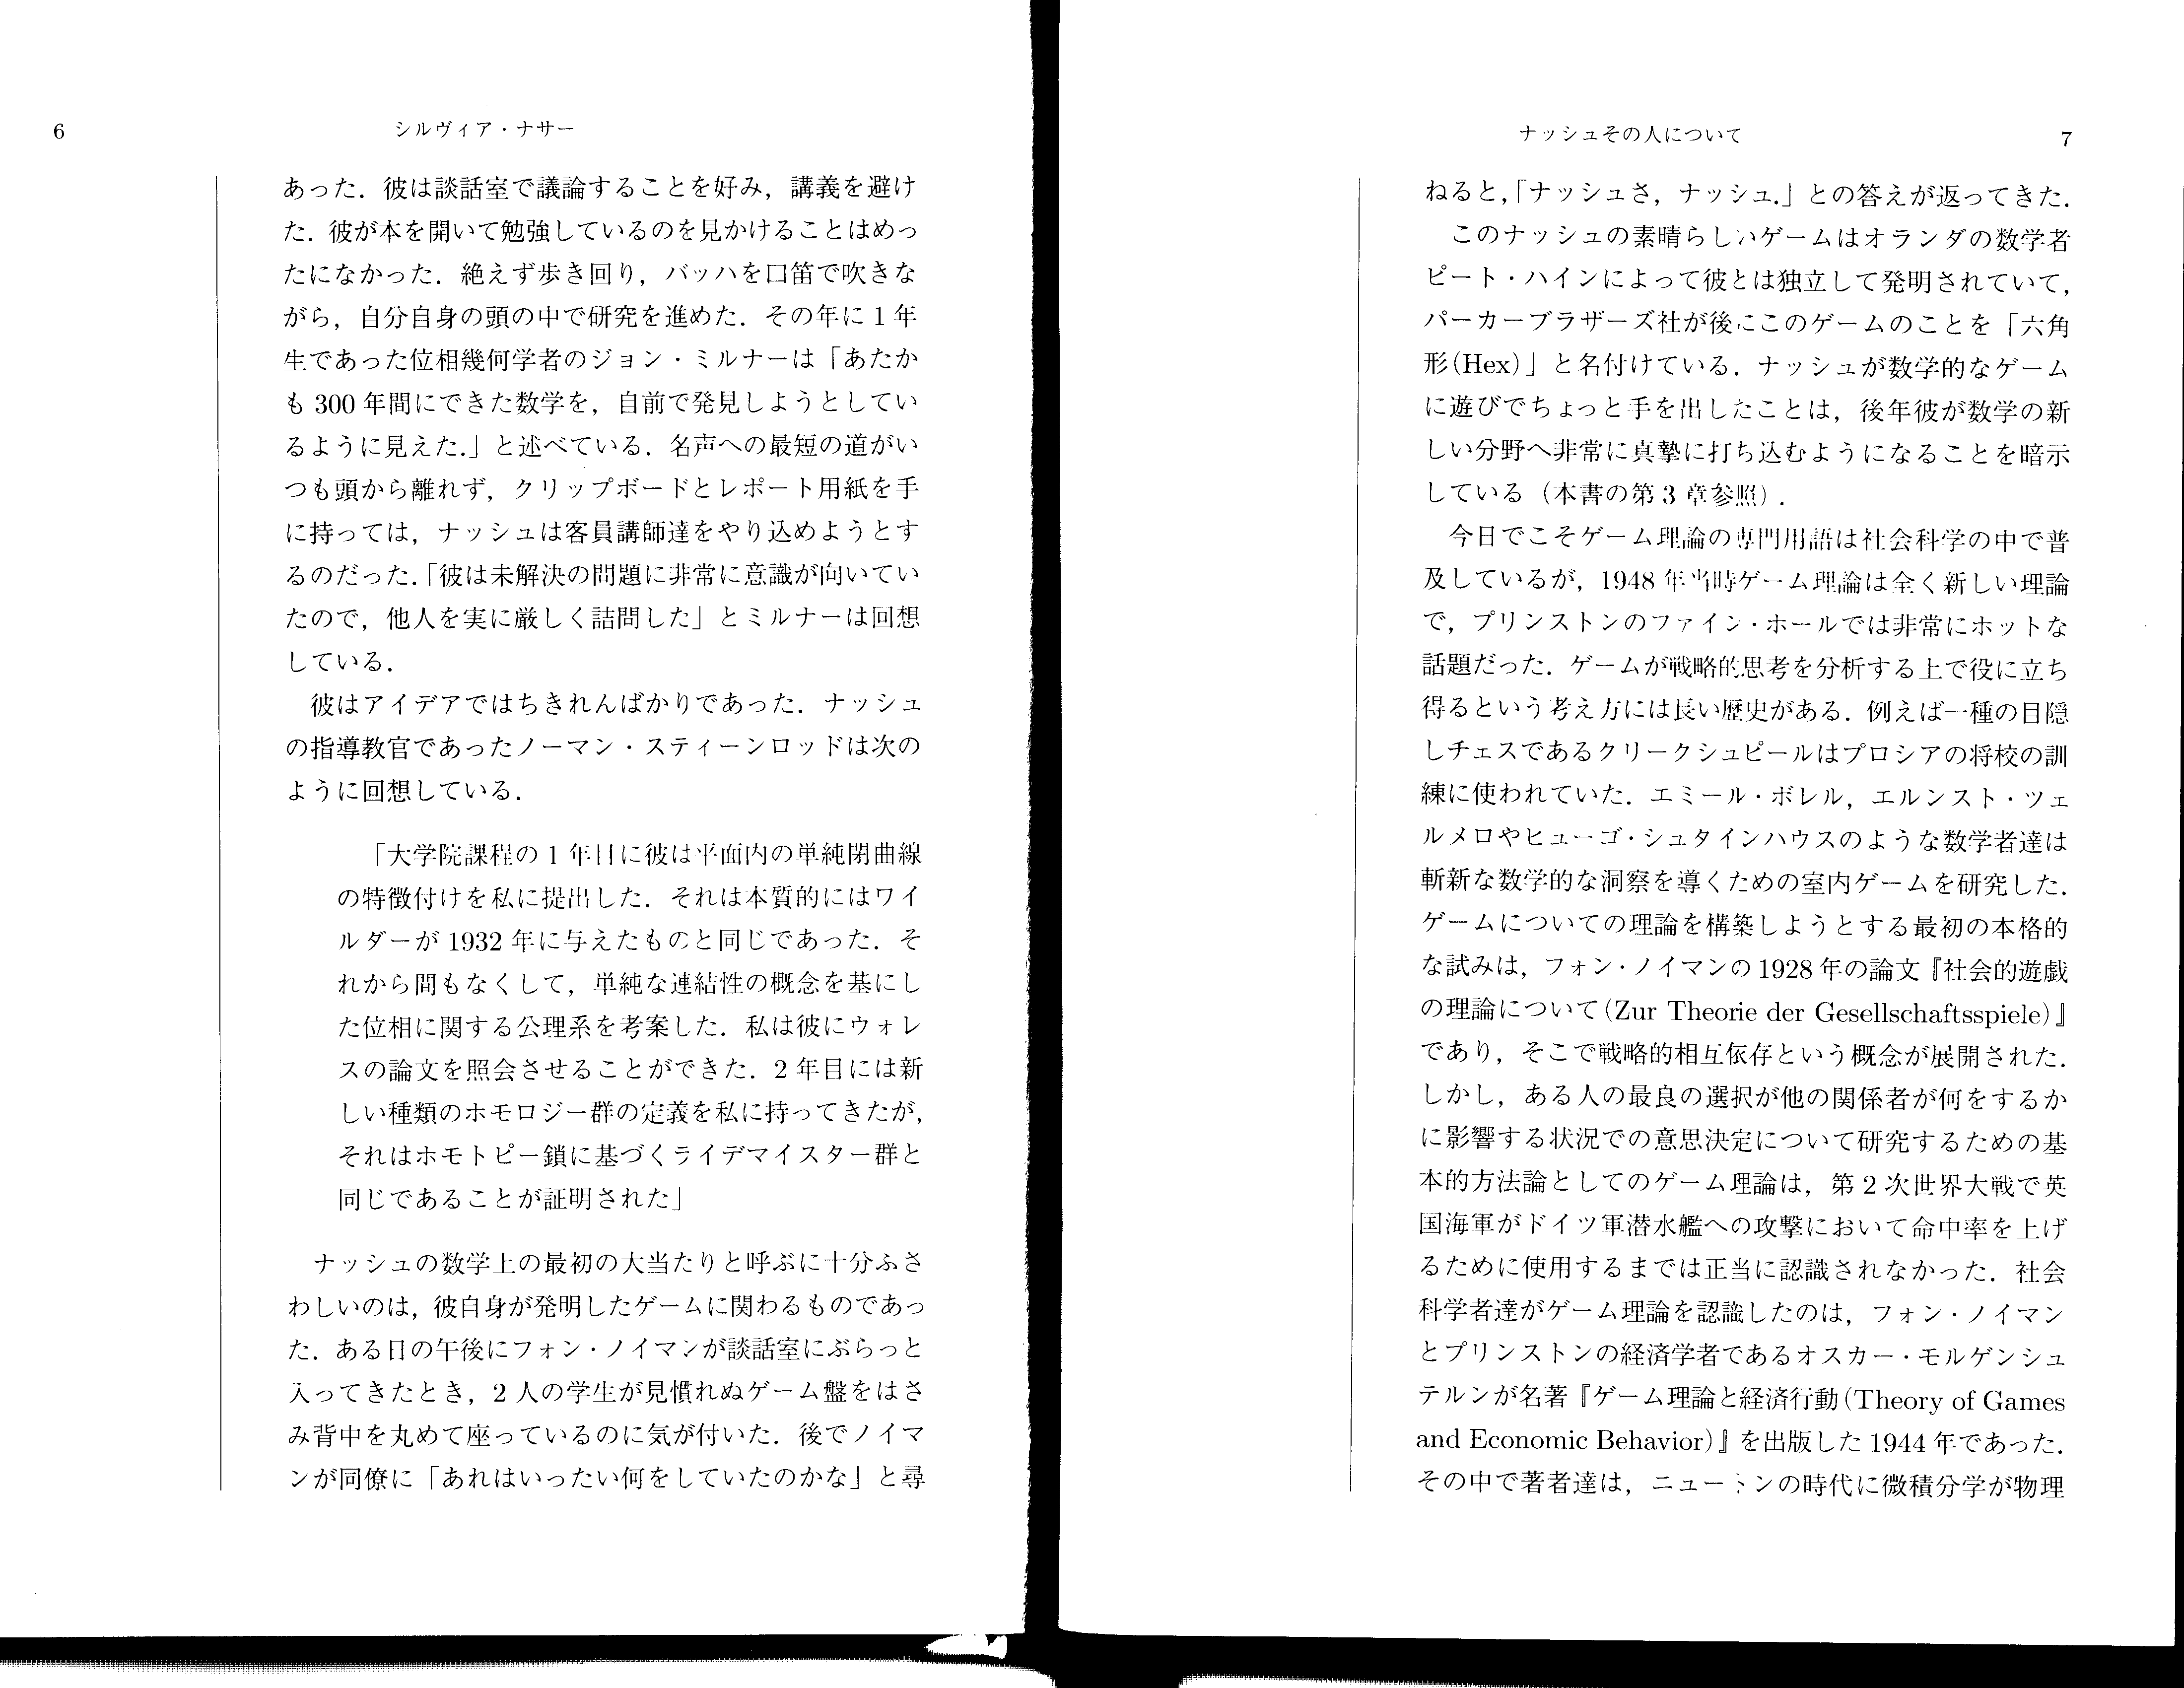 6
シルヴィア・ナサー
あった．彼は談話室で議論することを好み，講義を避け
た．彼が本を開いて勉強しているのを見かけることはめっ
たになかった．絶えず歩き回り，バッハを口笛で吹きな
がら，自分自身の頭の中で研究を進めた．その年に 1 年
生であった位相幾何学者のジョン・ミルナーは「あたか
も 300 年間にできた数学を，自前で発見しようとしてい
るように見えた.」と述べている．名声への最短の道がい
つも頭から離れず，クリップボードとレポート用紙を手
に持っては，ナッシュは客員講師達をやり込めようとす
るのだった．「彼は未解決の問題に非常に意識が向いてい
たので，他人を実に厳しく詰問した」とミルナーは回想
している．
彼はアイデアではちきれんばかりであった．ナッシュ
の指導教官であったノーマン・スティーンロッドは次の
ように回想している．
「大学院課程の 1 年目に彼は平面内の単純閉曲線
の特徴付けを私に提出した．それは本質的にはワイ
ルダーが 1932 年に与えたものと同じであった．そ
れから間もなくして，単純な連結性の概念を基にし
た位相に関する公理系を考案した．私は彼にウォレ
スの論文を照会させることができた．2 年目には新
しい種類のホモロジー群の定義を私に持ってきたが，
それはホモトピー鎖に基づくライデマイスター群と
同じであることが証明された」
ナッシュの数学上の最初の大当たりと呼ぶに十分ふさ
わしいのは，彼自身が発明したゲームに関わるものであっ
た．ある日の午後にフォン・ノイマンが談話室にぶらっと
入ってきたとき，2 人の学生が見慣れぬゲーム盤をはさ
み背中を丸めて座っているのに気が付いた．後でノイマ
ンが同僚に「あれはいったい何をしていたのかな」と尋
ナッシュその人について
7
ねると，「ナッシュさ，ナッシュ.」との答えが返ってきた．
このナッシュの素晴らしいゲームはオランダの数学者
ピート・ハインによって彼とは独立して発明されていて，
パーカーブラザーズ社が後にこのゲームのことを「六角
形(Hex)」と名付けている．ナッシュが数学的なゲーム
に遊びでちょっと手を出したことは，後年彼が数学の新
しい分野へ非常に真摯に打ち込むようになることを暗示
している（本書の第 3 章参照）．
今日でこそゲーム理論の専門用語は社会科学の中で普
及しているが，1948 年当時ゲーム理論は全く新しい理論
で，プリンストンのファイン・ホールでは非常にホットな
話題だった．ゲームが戦略的思考を分析する上で役に立ち
得るという考え方には長い歴史がある．例えば一種の目隠
しチェスであるクリークシュピールはプロシアの将校の訓
練に使われていた．エミール・ボレル，エルンスト・ツェ
ルメロやヒューゴ・シュタインハウスのような数学者達は
斬新な数学的な洞察を導くための室内ゲームを研究した．
ゲームについての理論を構築しようとする最初の本格的
な試みは，フォン・ノイマンの 1928 年の論文『社会的遊戯
の理論について(Zur Theorie der Gesellschaftsspiele)』
であり，そこで戦略的相互依存という概念が展開された．
しかし，ある人の最良の選択が他の関係者が何をするか
に影響する状況での意思決定について研究するための基
本的方法論としてのゲーム理論は，第 2 次世界大戦で英
国海軍がドイツ軍潜水艦への攻撃において命中率を上げ
るために使用するまでは正当に認識されなかった．社会
科学者達がゲーム理論を認識したのは，フォン・ノイマン
とプリンストンの経済学者であるオスカー・モルゲンシュ
テルンが名著『ゲーム理論と経済行動(Theory of Games
and Economic Behavior)』を出版した 1944 年であった．
その中で著者達は，ニュートンの時代に微積分学が物理